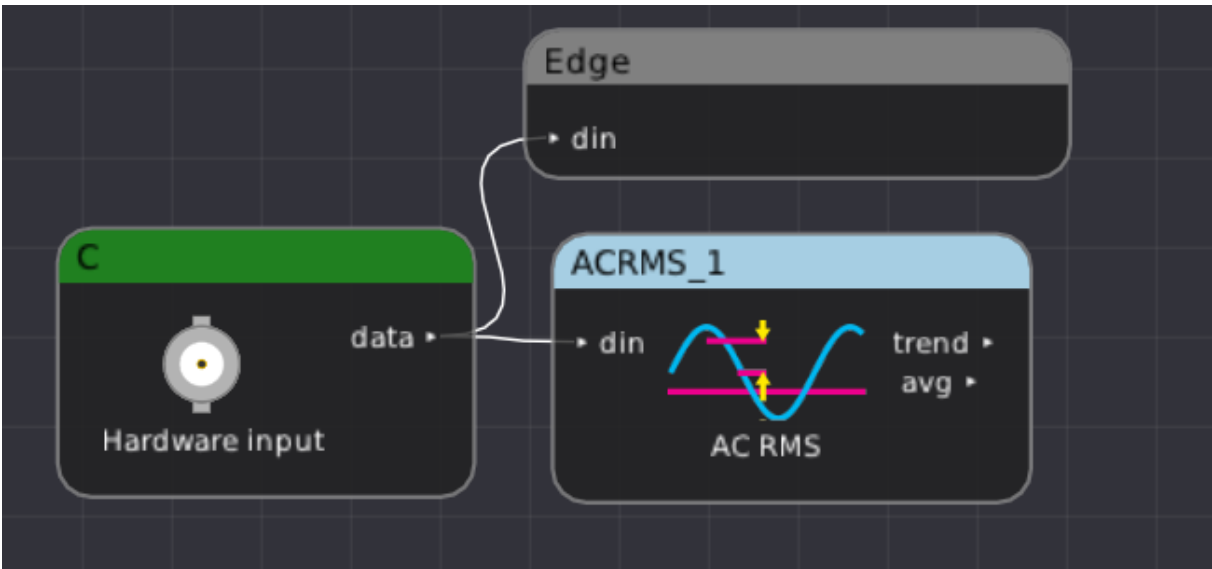 Edge
din
C
data
Hardware input
ACRMS_1
din
trend
avg
AC RMS